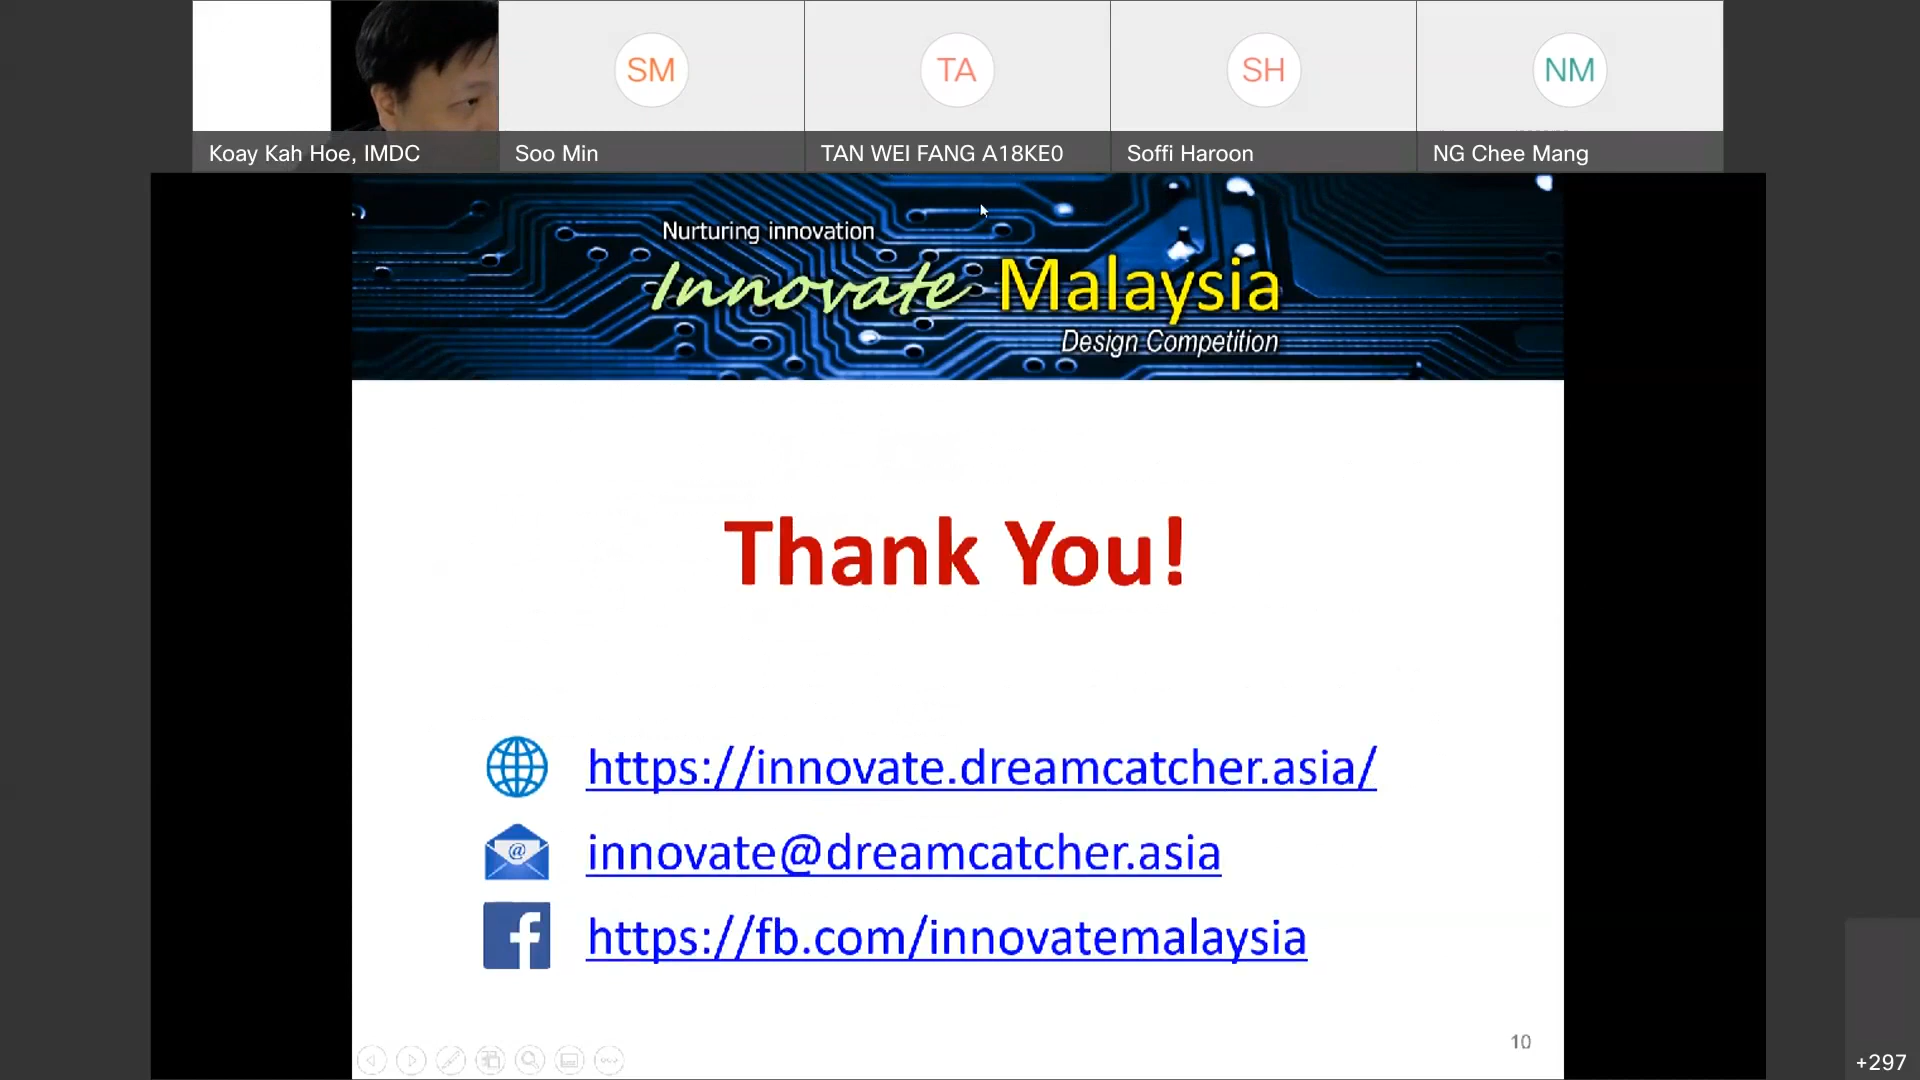 SM
TA
SH
NM
Koay Kah Hoe, IMDC
Soo Min
TAN WEI FANG A18KE0
Soffi Haroon
NG Chee Mang
Nurturing innovation
Innovate Malaysia
Design Competition
Thank You!
https://innovate.dreamcatcher.asia/
@
innovate@dreamcatcher.asia
f
https://fb.com/innovatemalaysia
10
+297